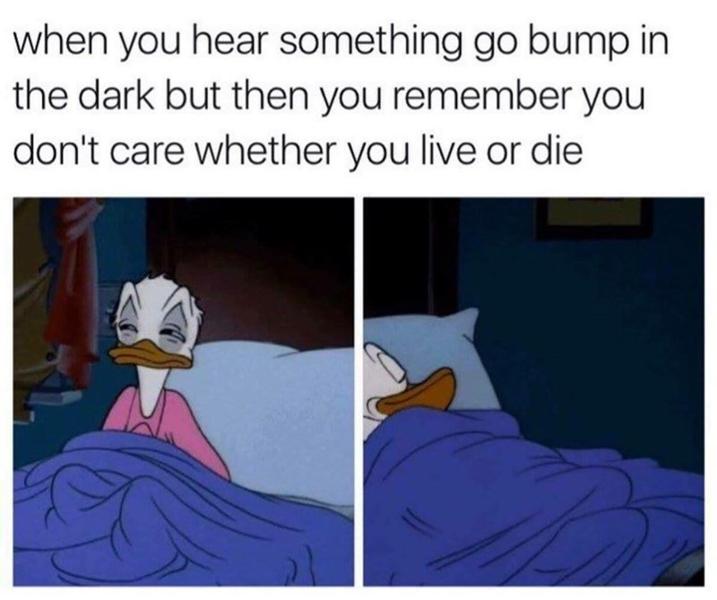 when you hear something go bump in
the dark but then you remember you
don't care whether you live or die